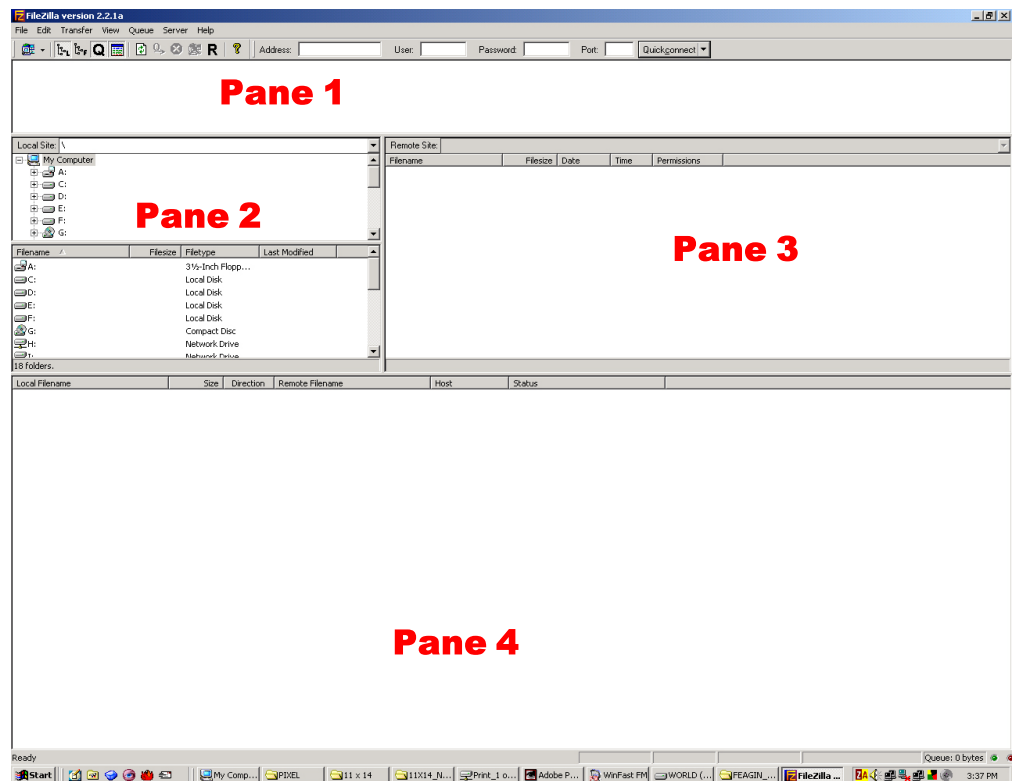 FileZilla version 2.2.1a
File Edit Transfer View Queue Server Help
L F Q R ? Address: User: Password: Port: Quickconnect
Pane 1
Local Site: \
Remote Site:
My Computer
A:
C:
D:
E:
F:
G:
Pane 2
Filename Filesize Date Time Permissions
Pane 3
Filename Filesize Filetype Last Modified
A: 3½-Inch Flopp...
C: Local Disk
D: Local Disk
E: Local Disk
F: Local Disk
G: Compact Disc
H: Network Drive
I: Network Drive
18 folders.
Local Filename Size Direction Remote Filename Host Status
Pane 4
Ready
Queue: 0 bytes
Start My Comp... PIXEL 11 x 14 11X14_N... Print_1 o... Adobe P... WinFast FM WORLD (... FEAGIN_... FileZilla ... ZA 3:37 PM